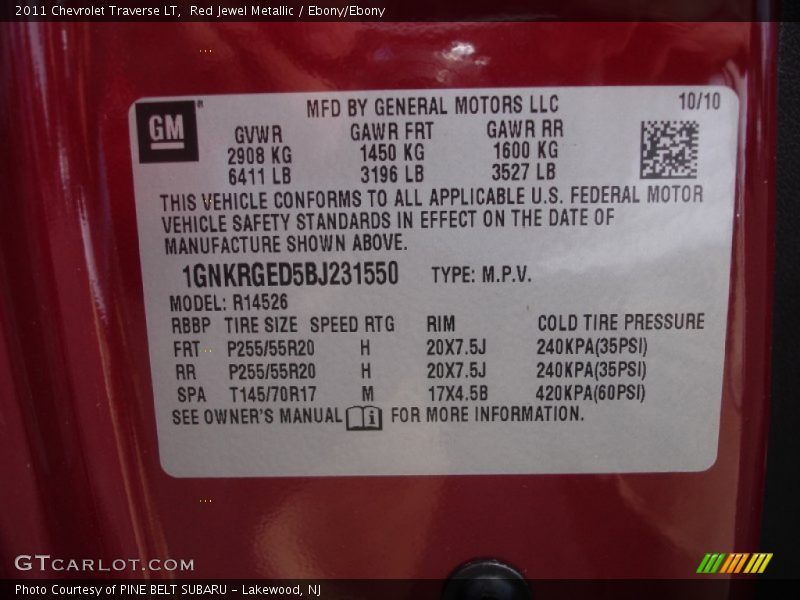 2011 Chevrolet Traverse LT, Red Jewel Metallic / Ebony/Ebony
GM
MFD BY GENERAL MOTORS LLC 10/10
GVWR GAWR FRT GAWR RR
2908 KG 1450 KG 1600 KG
6411 LB 3196 LB 3527 LB
THIS VEHICLE CONFORMS TO ALL APPLICABLE U.S. FEDERAL MOTOR
VEHICLE SAFETY STANDARDS IN EFFECT ON THE DATE OF
MANUFACTURE SHOWN ABOVE.
1GNKRGED5BJ231550 TYPE: M.P.V.
MODEL: R14526
RBBP TIRE SIZE SPEED RTG RIM COLD TIRE PRESSURE
FRT P255/55R20 H 20X7.5J 240KPA(35PSI)
RR P255/55R20 H 20X7.5J 240KPA(35PSI)
SPA T145/70R17 M 17X4.5B 420KPA(60PSI)
SEE OWNER'S MANUAL i FOR MORE INFORMATION.
GTCARLOT.COM
Photo Courtesy of PINE BELT SUBARU - Lakewood, NJ